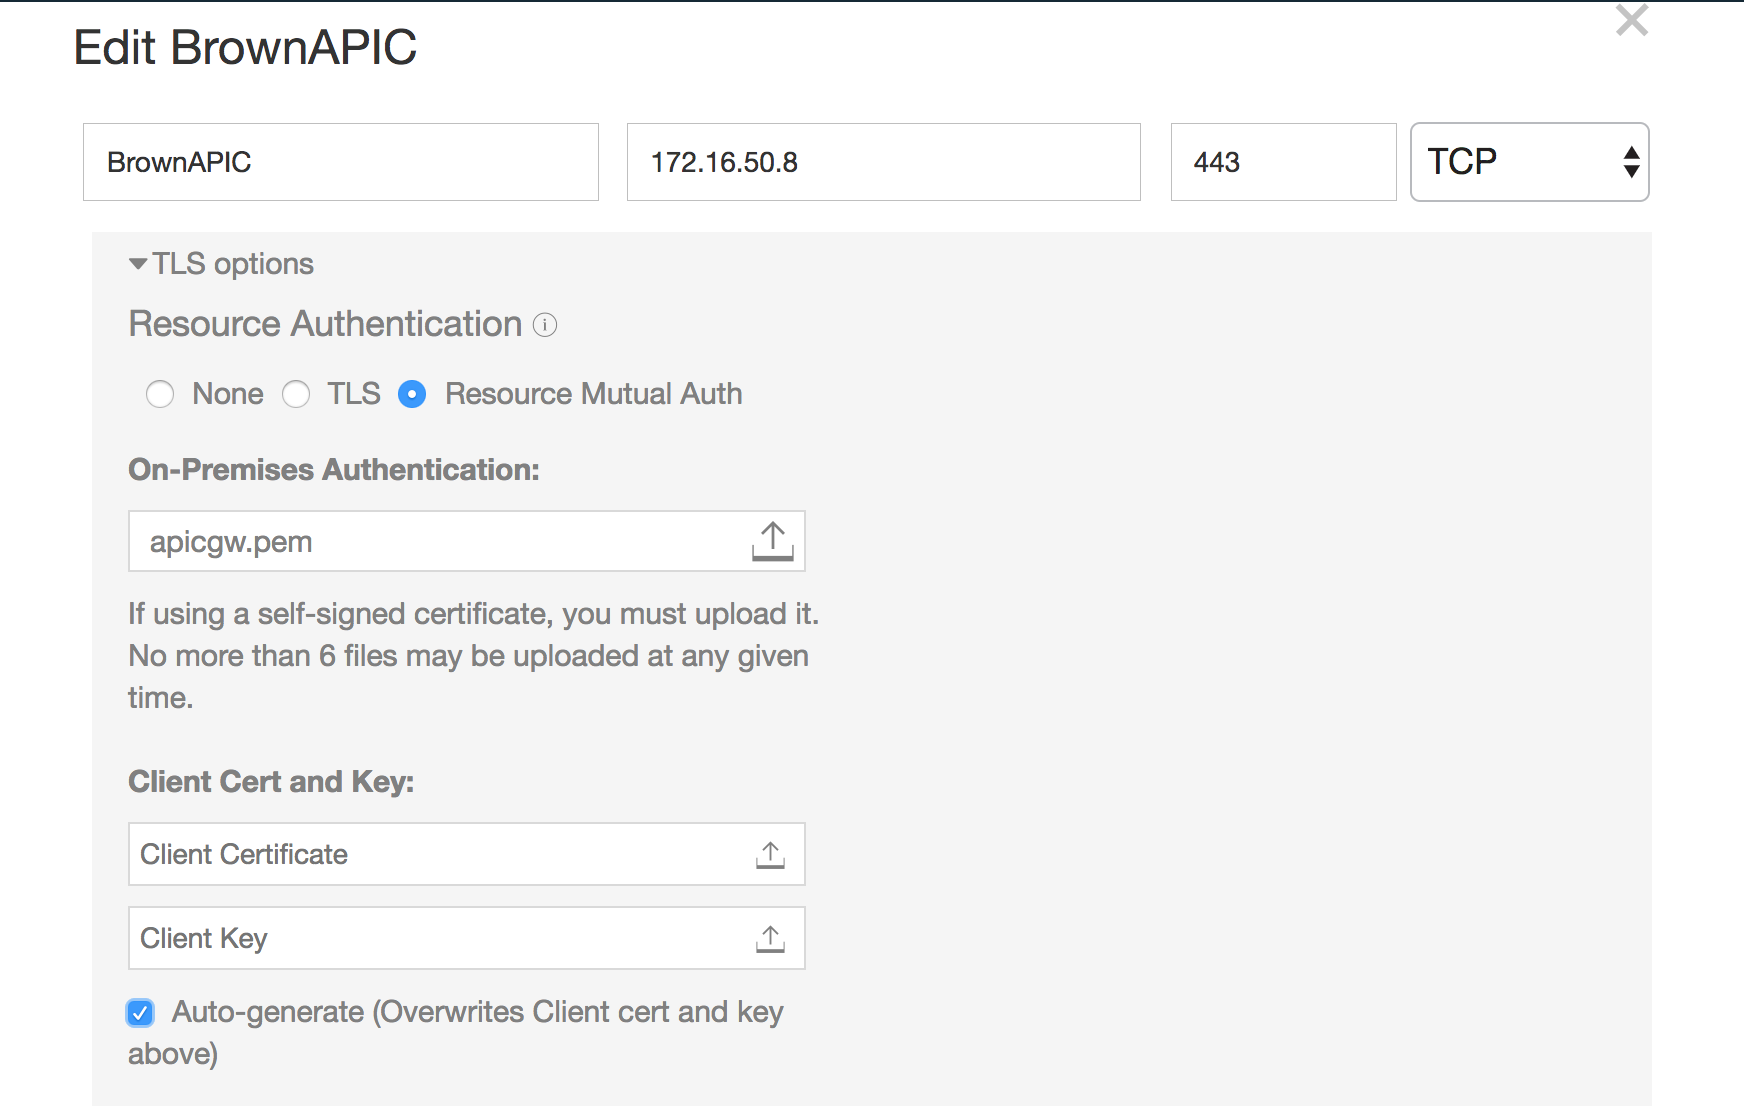 Edit BrownAPIC
BrownAPIC 172.16.50.8 443 TCP
TLS options
Resource Authentication
None TLS Resource Mutual Auth
On-Premises Authentication:
apicgw.pem
If using a self-signed certificate, you must upload it.
No more than 6 files may be uploaded at any given
time.
Client Cert and Key:
Client Certificate
Client Key
Auto-generate (Overwrites Client cert and key
above)